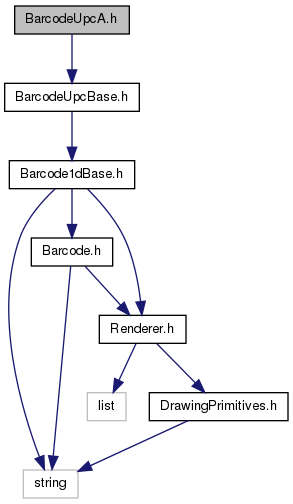 BarcodeUpcA.h
BarcodeUpcBase.h
Barcode1dBase.h
Barcode.h
Renderer.h
list
DrawingPrimitives.h
string